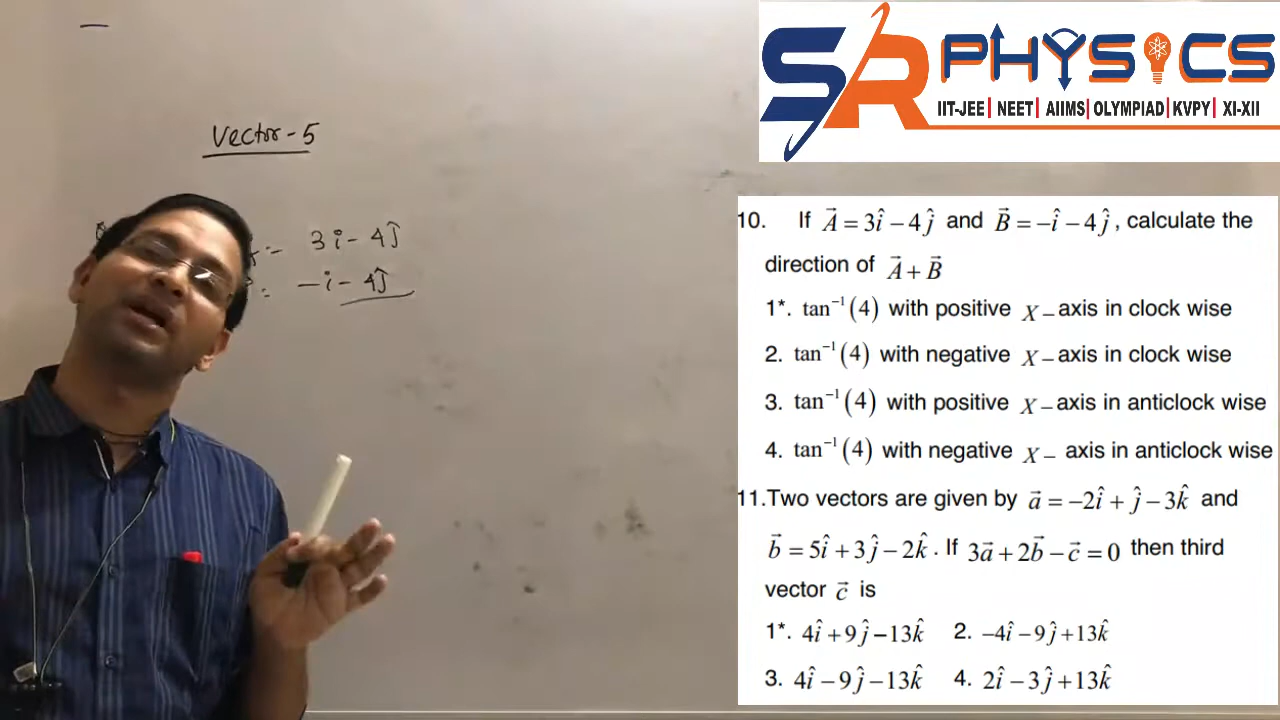 SR PHYSICS
IIT-JEE | NEET | AIIMS | OLYMPIAD | KVPY | XI-XII
Vector - 5
3i - 4ĵ
-i - 4ĵ
10. If A⃗ = 3î − 4ĵ and B⃗ = −î − 4ĵ, calculate the
direction of A⃗ + B⃗
1*. tan⁻¹(4) with positive X – axis in clock wise
2. tan⁻¹(4) with negative X – axis in clock wise
3. tan⁻¹(4) with positive X – axis in anticlock wise
4. tan⁻¹(4) with negative X – axis in anticlock wise
11.Two vectors are given by a⃗ = −2î + ĵ − 3k̂ and
b⃗ = 5î + 3ĵ − 2k̂. If 3a⃗ + 2b⃗ − c⃗ = 0 then third
vector c⃗ is
1*. 4î + 9ĵ − 13k̂ 2. −4î − 9ĵ + 13k̂
3. 4î − 9ĵ − 13k̂ 4. 2î − 3ĵ + 13k̂